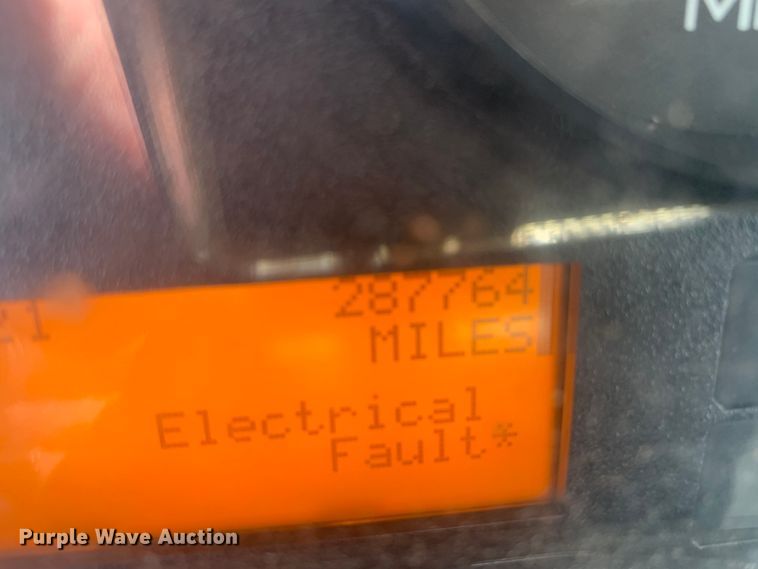 287764
MILES
Electrical
Fault*
Purple Wave Auction